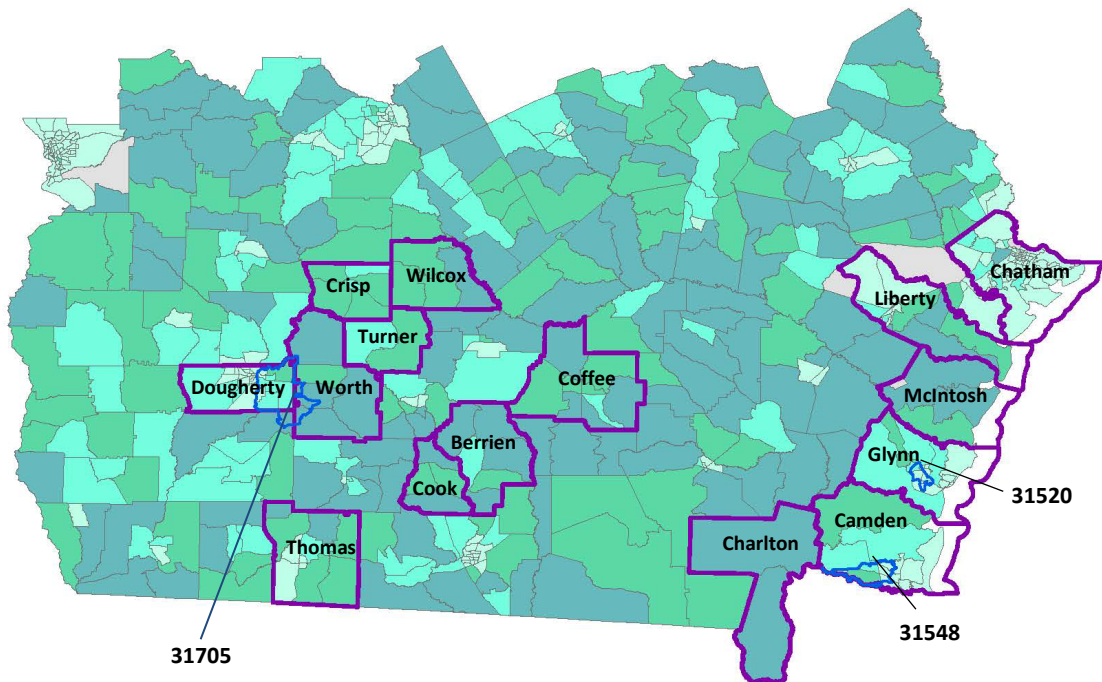 Chatham
Wilcox
Crisp
Liberty
Turner
Coffee
Dougherty
Worth
McIntosh
Berrien
Glynn
Cook
31520
Camden
Thomas
Charlton
31548
31705